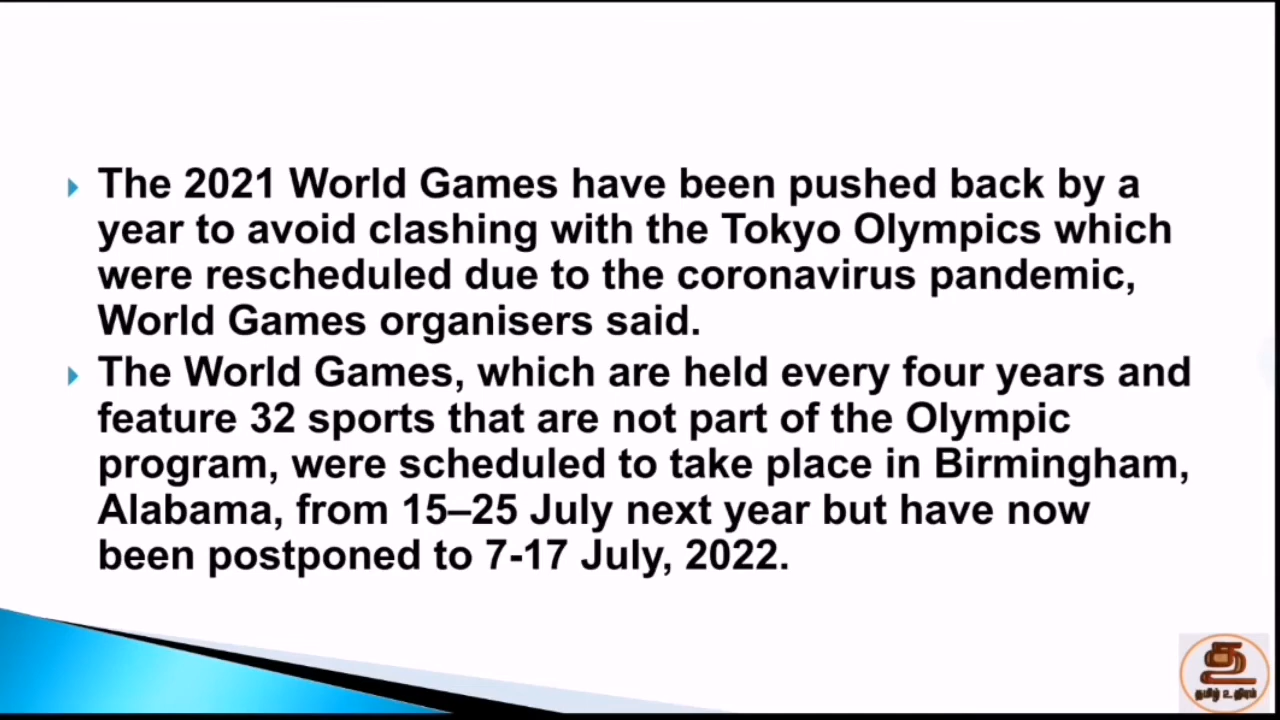 The 2021 World Games have been pushed back by a
year to avoid clashing with the Tokyo Olympics which
were rescheduled due to the coronavirus pandemic,
World Games organisers said.
The World Games, which are held every four years and
feature 32 sports that are not part of the Olympic
program, were scheduled to take place in Birmingham,
Alabama, from 15–25 July next year but have now
been postponed to 7-17 July, 2022.
த
தமிழ் உதிரம்